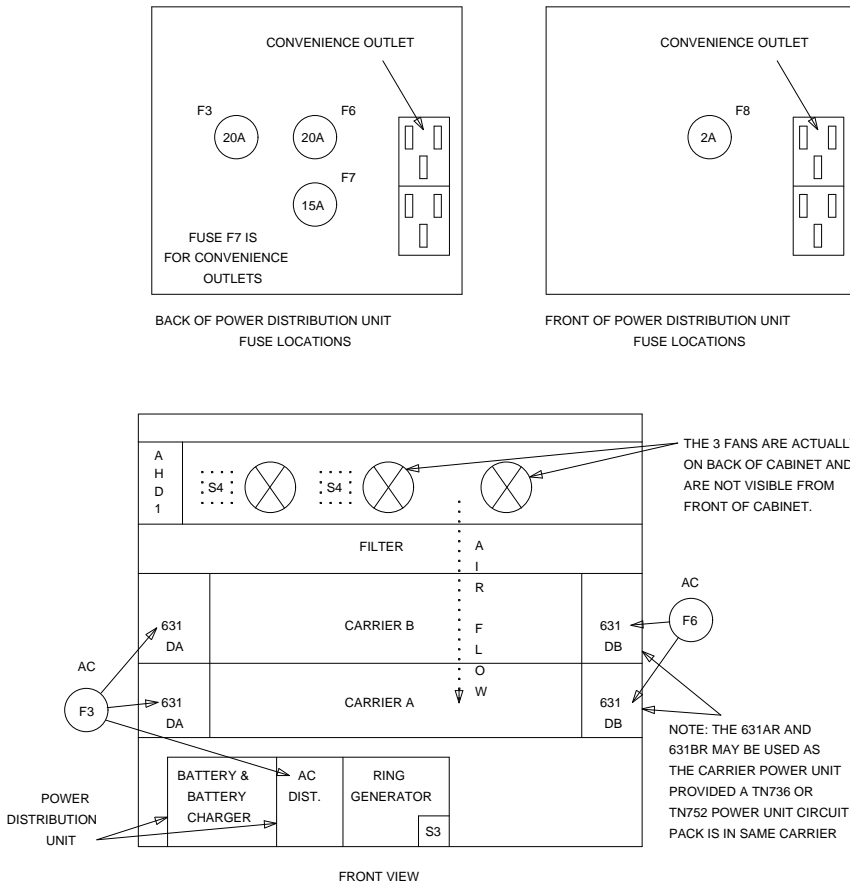 CONVENIENCE OUTLET
F3
F6
20A
20A
F7
15A
FUSE F7 IS
FOR CONVENIENCE
OUTLETS
BACK OF POWER DISTRIBUTION UNIT
FUSE LOCATIONS
CONVENIENCE OUTLET
F8
2A
FRONT OF POWER DISTRIBUTION UNIT
FUSE LOCATIONS
A
H
D
1
S4
S4
THE 3 FANS ARE ACTUALL
ON BACK OF CABINET AND
ARE NOT VISIBLE FROM
FRONT OF CABINET.
FILTER
A
I
R
F
L
O
W
631
DA
CARRIER B
631
DB
AC
F6
AC
F3
631
DA
CARRIER A
631
DB
NOTE: THE 631AR AND
631BR MAY BE USED AS
THE CARRIER POWER UNIT
PROVIDED A TN736 OR
TN752 POWER UNIT CIRCUIT
PACK IS IN SAME CARRIER
POWER
DISTRIBUTION
UNIT
BATTERY &
BATTERY
CHARGER
AC
DIST.
RING
GENERATOR
S3
FRONT VIEW